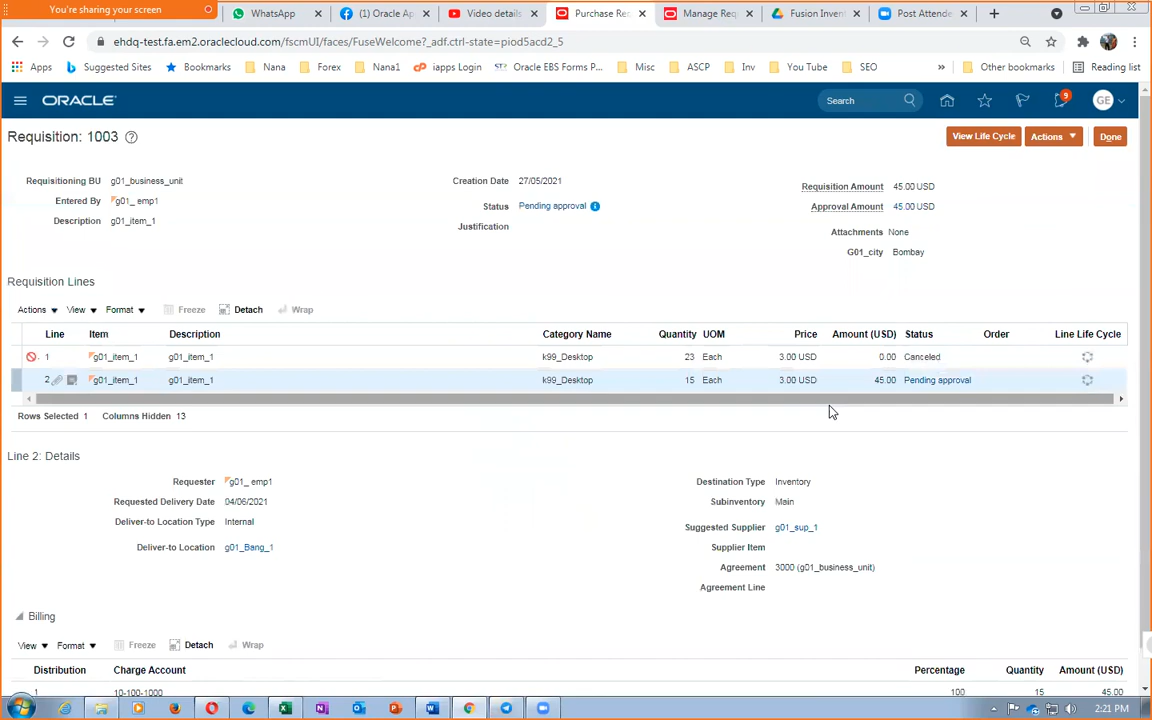 You're sharing your screen
WhatsApp
(1) Oracle Ap
Video details
Purchase Re
Manage Req
Fusion Inven
Post Attende
ehdq-test.fa.em2.oraclecloud.com/fscmUI/faces/FuseWelcome?_adf.ctrl-state=piod5acd2_5
Apps Suggested Sites Bookmarks Nana Forex Nana1 iapps Login Oracle EBS Forms P... Misc ASCP Inv You Tube SEO » Other bookmarks Reading list
ORACLE Search 9 GE
Requisition: 1003 View Life Cycle Actions Done
Requisitioning BU g01_business_unit Creation Date 27/05/2021 Requisition Amount 45.00 USD
Entered By g01_ emp1 Status Pending approval Approval Amount 45.00 USD
Description g01_item_1 Justification Attachments None
G01_city Bombay
Requisition Lines
Actions View Format Freeze Detach Wrap
Line Item Description Category Name Quantity UOM Price Amount (USD) Status Order Line Life Cycle
1 g01_item_1 g01_item_1 k99_Desktop 23 Each 3.00 USD 0.00 Canceled
2 g01_item_1 g01_item_1 k99_Desktop 15 Each 3.00 USD 45.00 Pending approval
Rows Selected 1 Columns Hidden 13
Line 2: Details
Requester g01_ emp1 Destination Type Inventory
Requested Delivery Date 04/06/2021 Subinventory Main
Deliver-to Location Type Internal Suggested Supplier g01_sup_1
Deliver-to Location g01_Bang_1 Supplier Item
Agreement 3000 (g01_business_unit)
Agreement Line
Billing
View Format Freeze Detach Wrap
Distribution Charge Account Percentage Quantity Amount (USD)
1 10-100-1000 100 15 45.00
2:21 PM